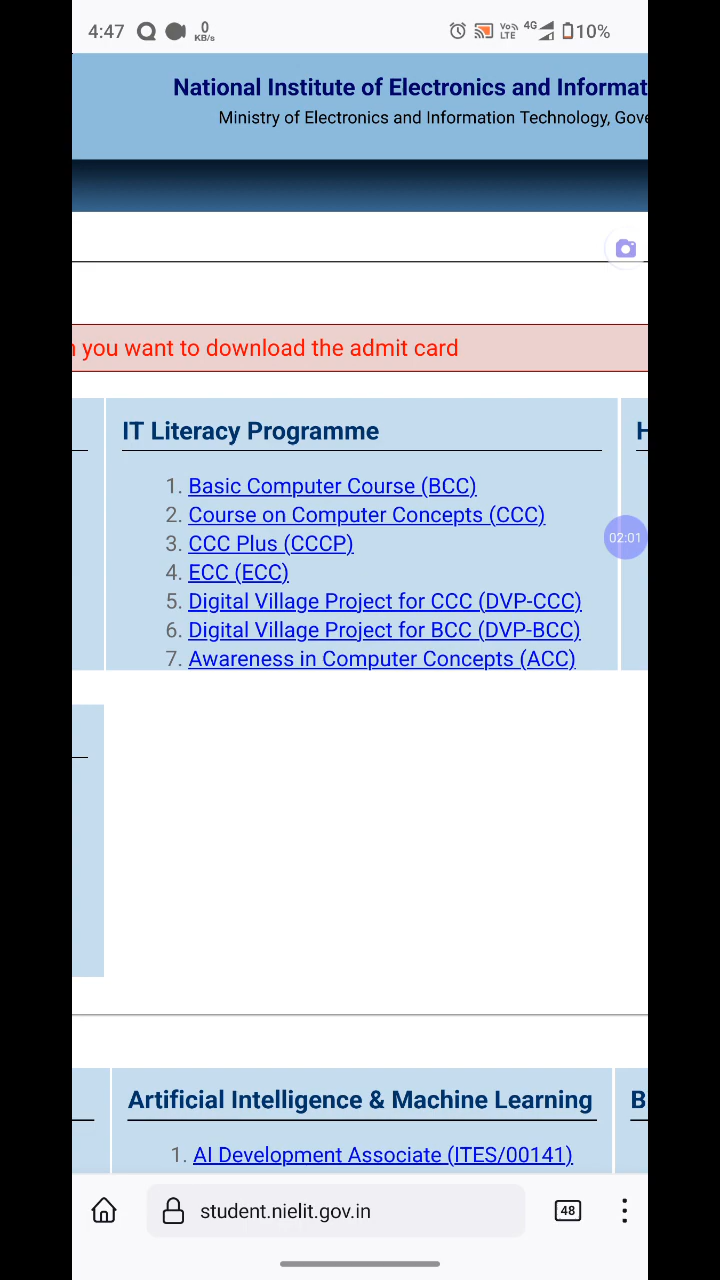 4:47 0 KB/s Vo) LTE 4G 10%
National Institute of Electronics and Informat
Ministry of Electronics and Information Technology, Gove
you want to download the admit card
IT Literacy Programme
H
1. Basic Computer Course (BCC)
2. Course on Computer Concepts (CCC)
3. CCC Plus (CCCP)
02:01
4. ECC (ECC)
5. Digital Village Project for CCC (DVP-CCC)
6. Digital Village Project for BCC (DVP-BCC)
7. Awareness in Computer Concepts (ACC)
Artificial Intelligence & Machine Learning
B
1. AI Development Associate (ITES/00141)
student.nielit.gov.in
48